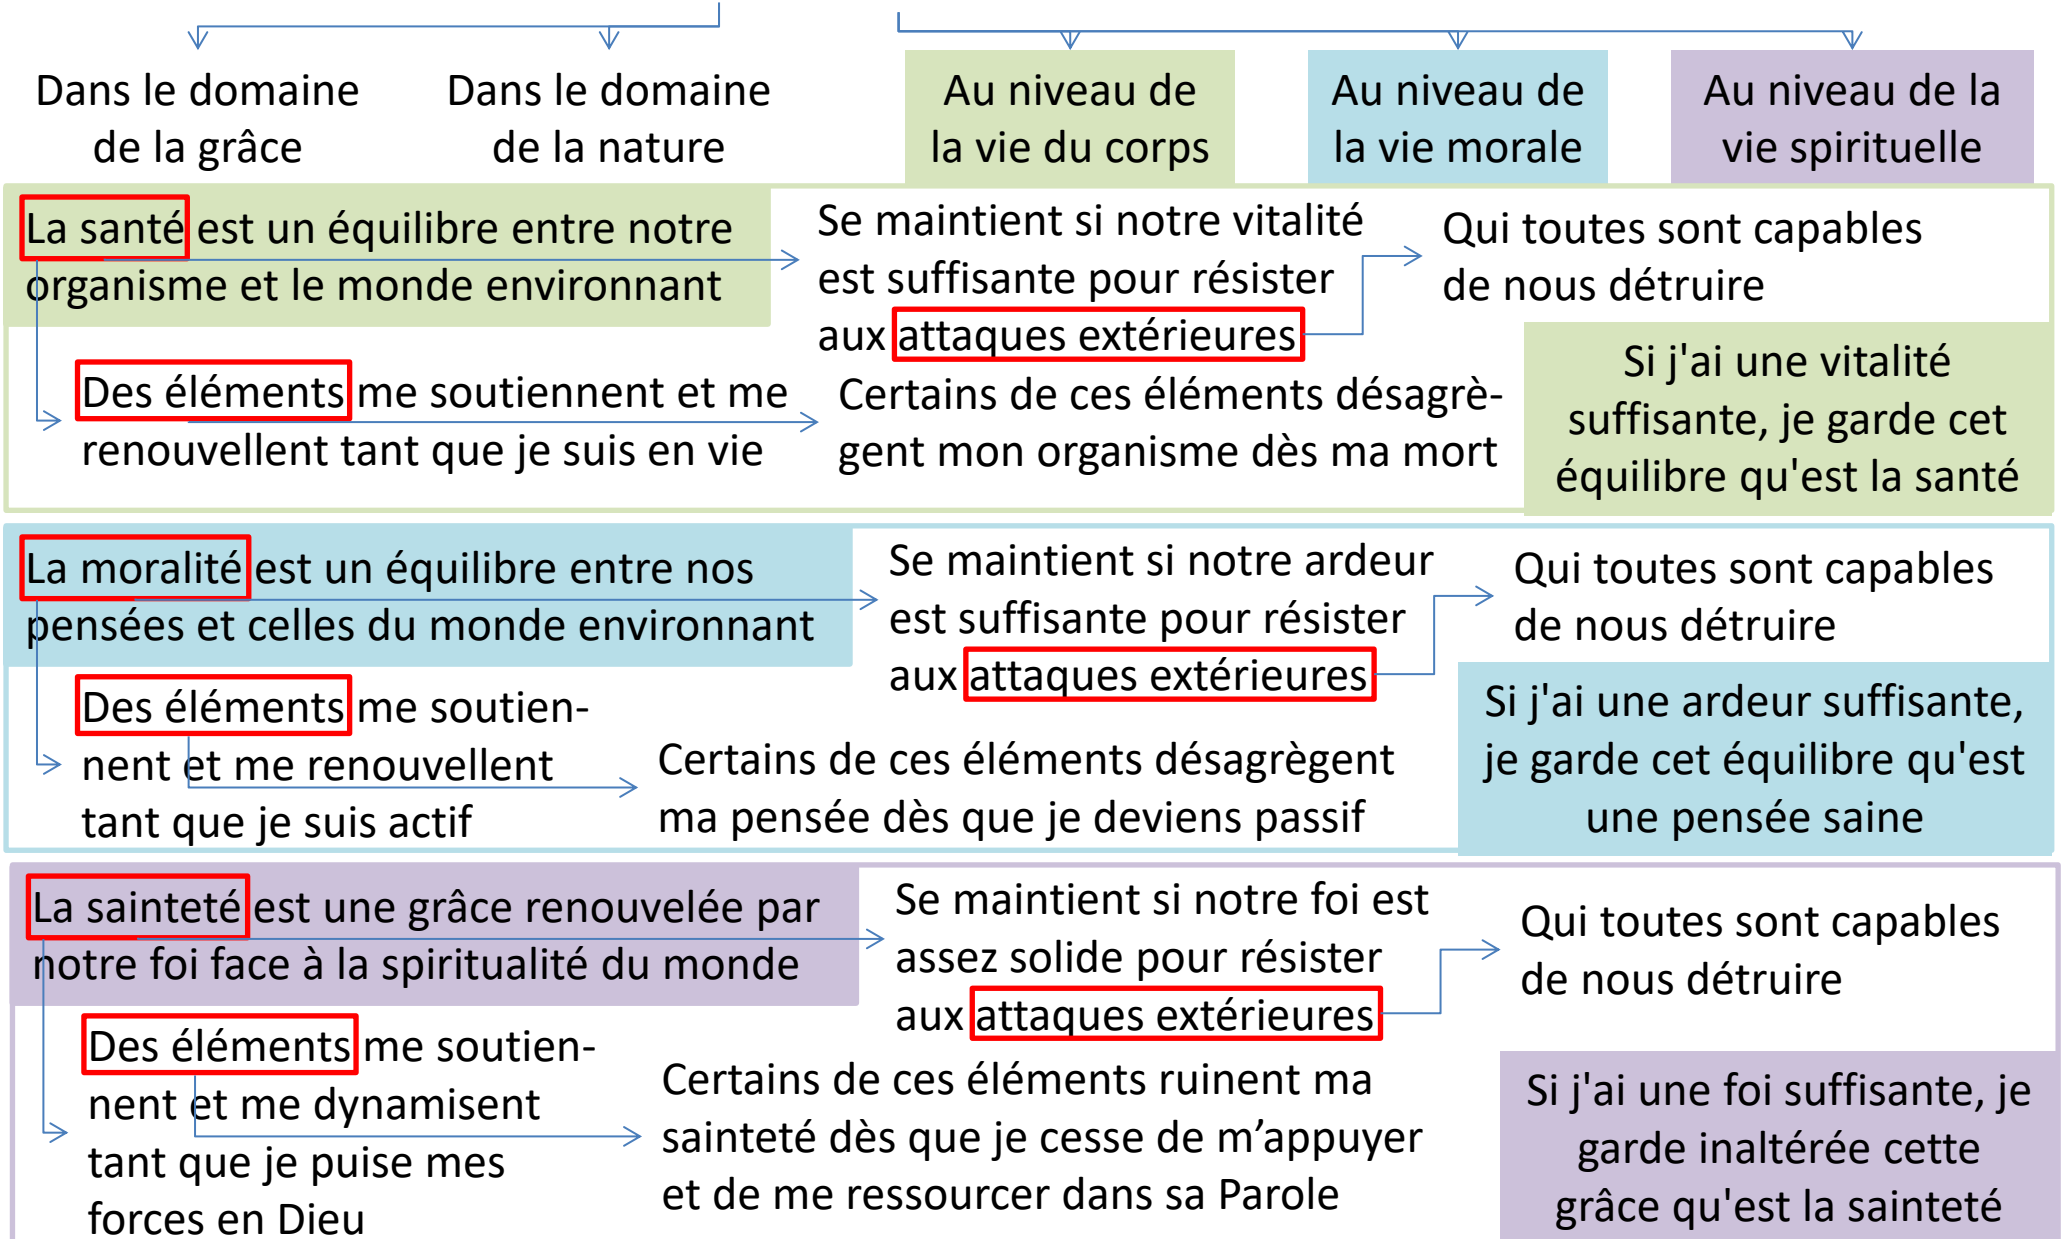 Dans le domaine
de la grâce
Dans le domaine
de la nature
Au niveau de
la vie du corps
Au niveau de
la vie morale
Au niveau de la
vie spirituelle
La santé est un équilibre entre notre
organisme et le monde environnant
Se maintient si notre vitalité
est suffisante pour résister
aux attaques extérieures
Qui toutes sont capables
de nous détruire
Des éléments me soutiennent et me
renouvellent tant que je suis en vie
Certains de ces éléments désagrè-
gent mon organisme dès ma mort
Si j'ai une vitalité
suffisante, je garde cet
équilibre qu'est la santé
La moralité est un équilibre entre nos
pensées et celles du monde environnant
Se maintient si notre ardeur
est suffisante pour résister
aux attaques extérieures
Qui toutes sont capables
de nous détruire
Des éléments me soutien-
nent et me renouvellent
tant que je suis actif
Certains de ces éléments désagrègent
ma pensée dès que je deviens passif
Si j'ai une ardeur suffisante,
je garde cet équilibre qu'est
une pensée saine
La sainteté est une grâce renouvelée par
notre foi face à la spiritualité du monde
Se maintient si notre foi est
assez solide pour résister
aux attaques extérieures
Qui toutes sont capables
de nous détruire
Des éléments me soutien-
nent et me dynamisent
tant que je puise mes
forces en Dieu
Certains de ces éléments ruinent ma
sainteté dès que je cesse de m’appuyer
et de me ressourcer dans sa Parole
Si j'ai une foi suffisante, je
garde inaltérée cette
grâce qu'est la sainteté